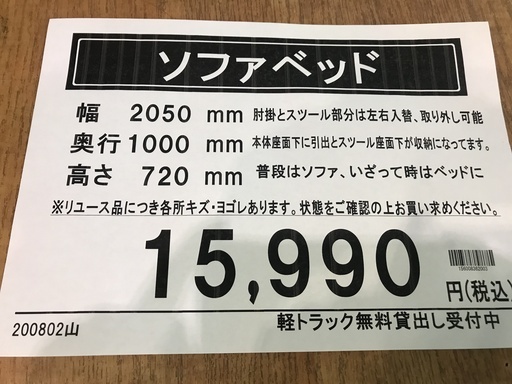 ソファベッド
幅 2050 mm 肘掛とスツール部分は左右入替、取り外し可能
奥行1000 mm 本体座面下に引出とスツール座面下が収納になってます。
高さ 720 mm 普段はソファ、いざって時はベッドに
※リユース品につき各所キズ・ヨゴレあります。状態をご確認の上お買い求めください。
15,990 円(税込)
200802山 軽トラック無料貸出し受付中